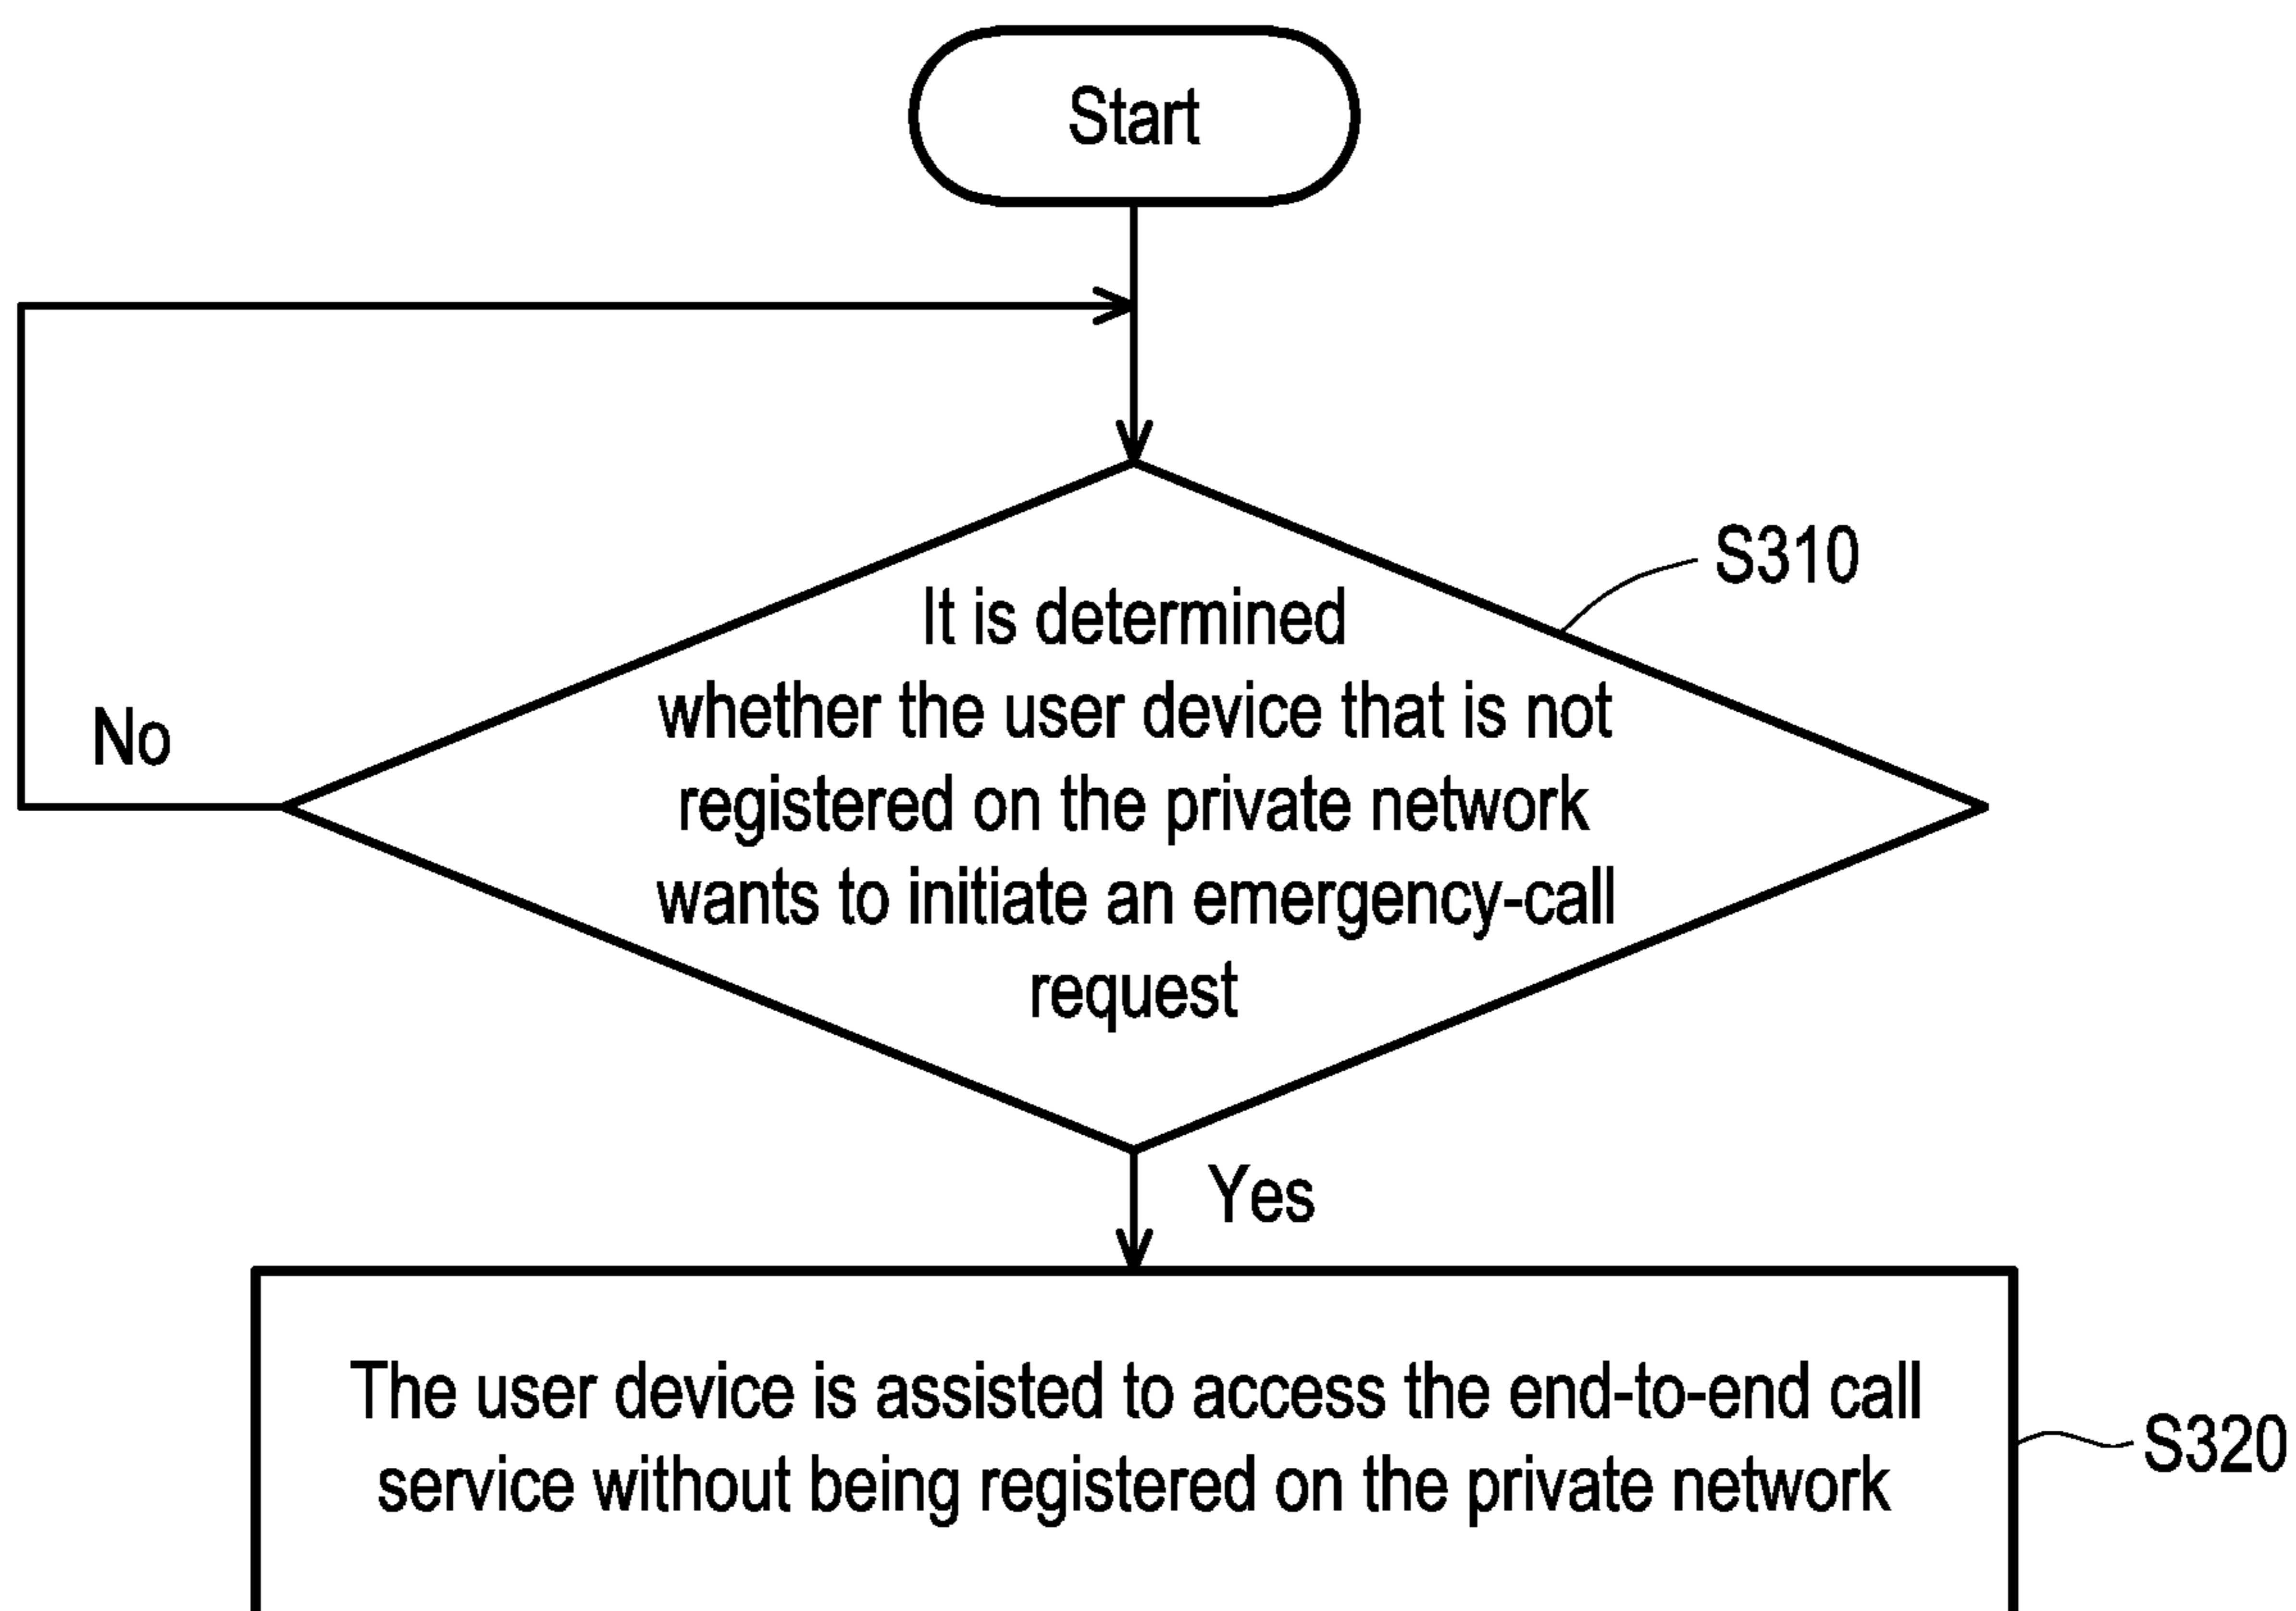 Start
S310
It is determined
whether the user device that is not
registered on the private network
wants to initiate an emergency-call
request
No
Yes
The user device is assisted to access the end-to-end call
service without being registered on the private network
S320